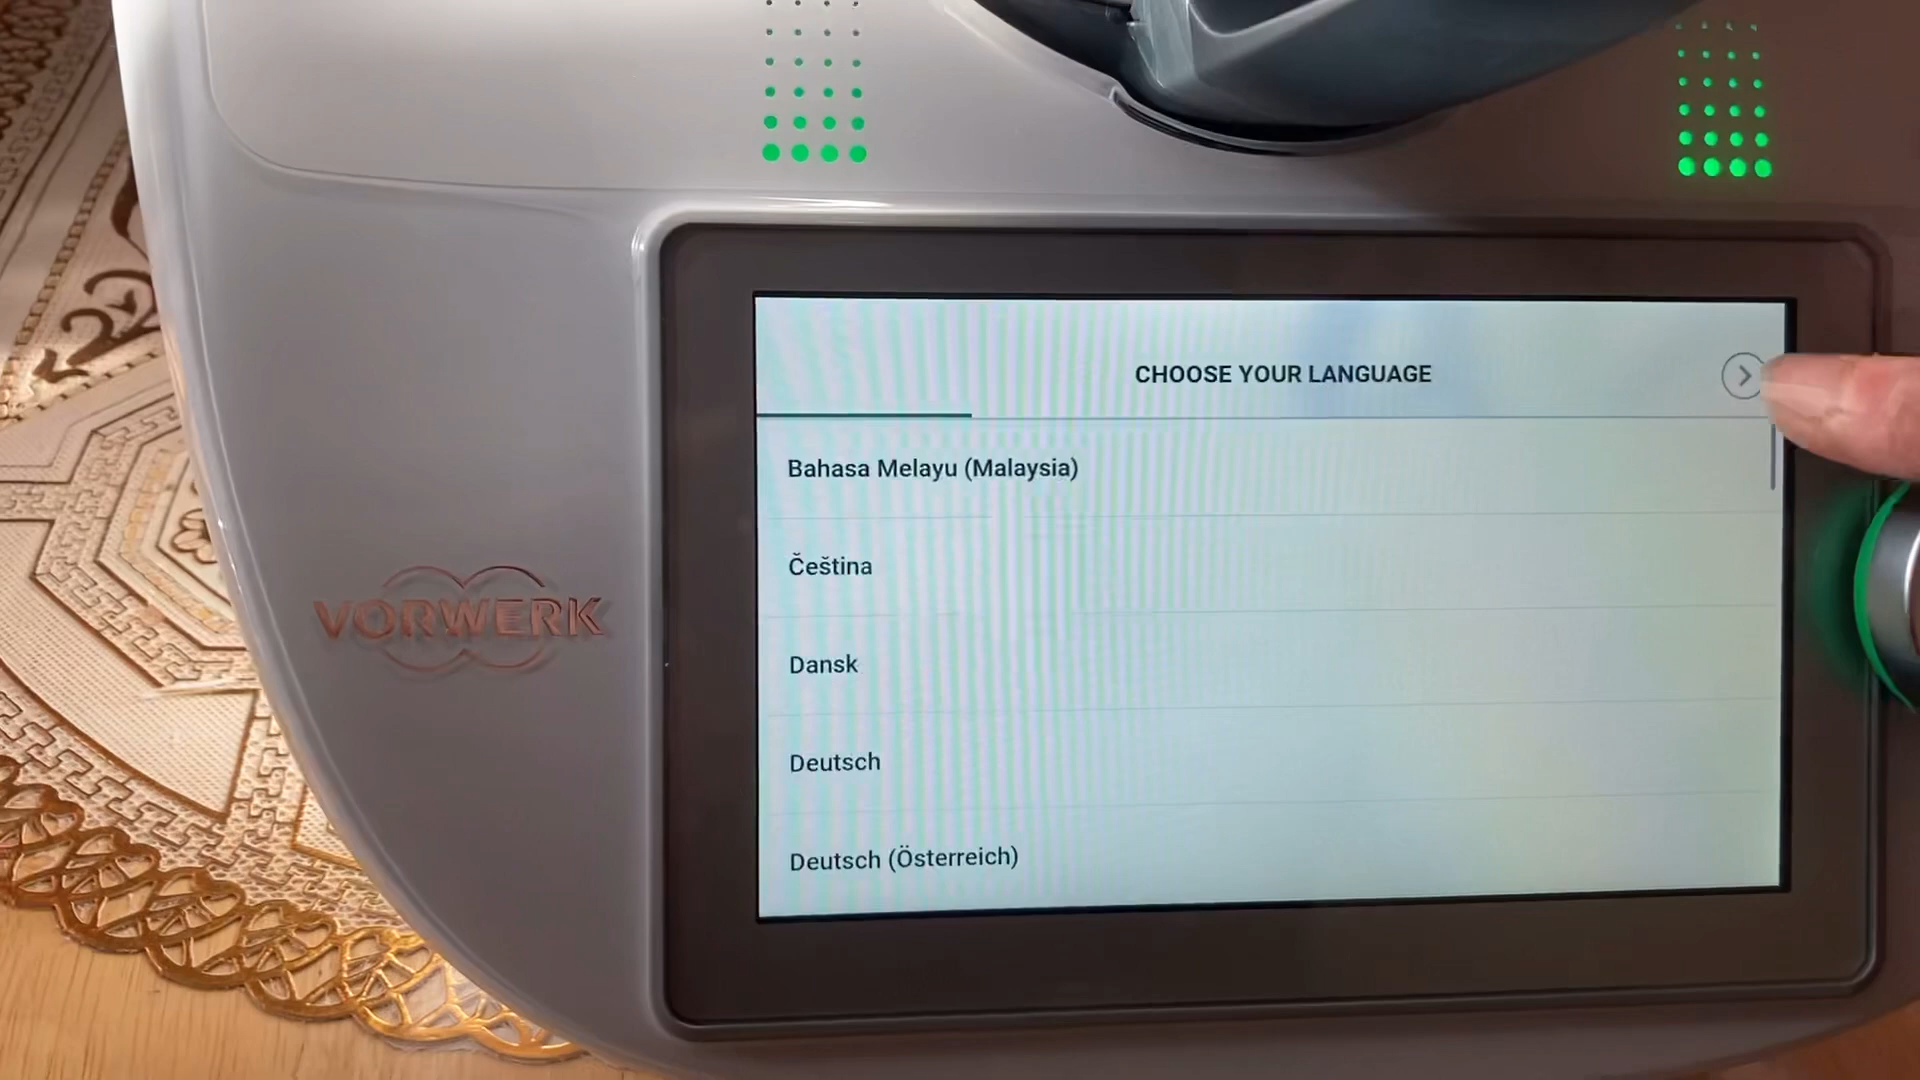 CHOOSE YOUR LANGUAGE
Bahasa Melayu (Malaysia)
Čeština
VORWERK
Dansk
Deutsch
Deutsch (Österreich)